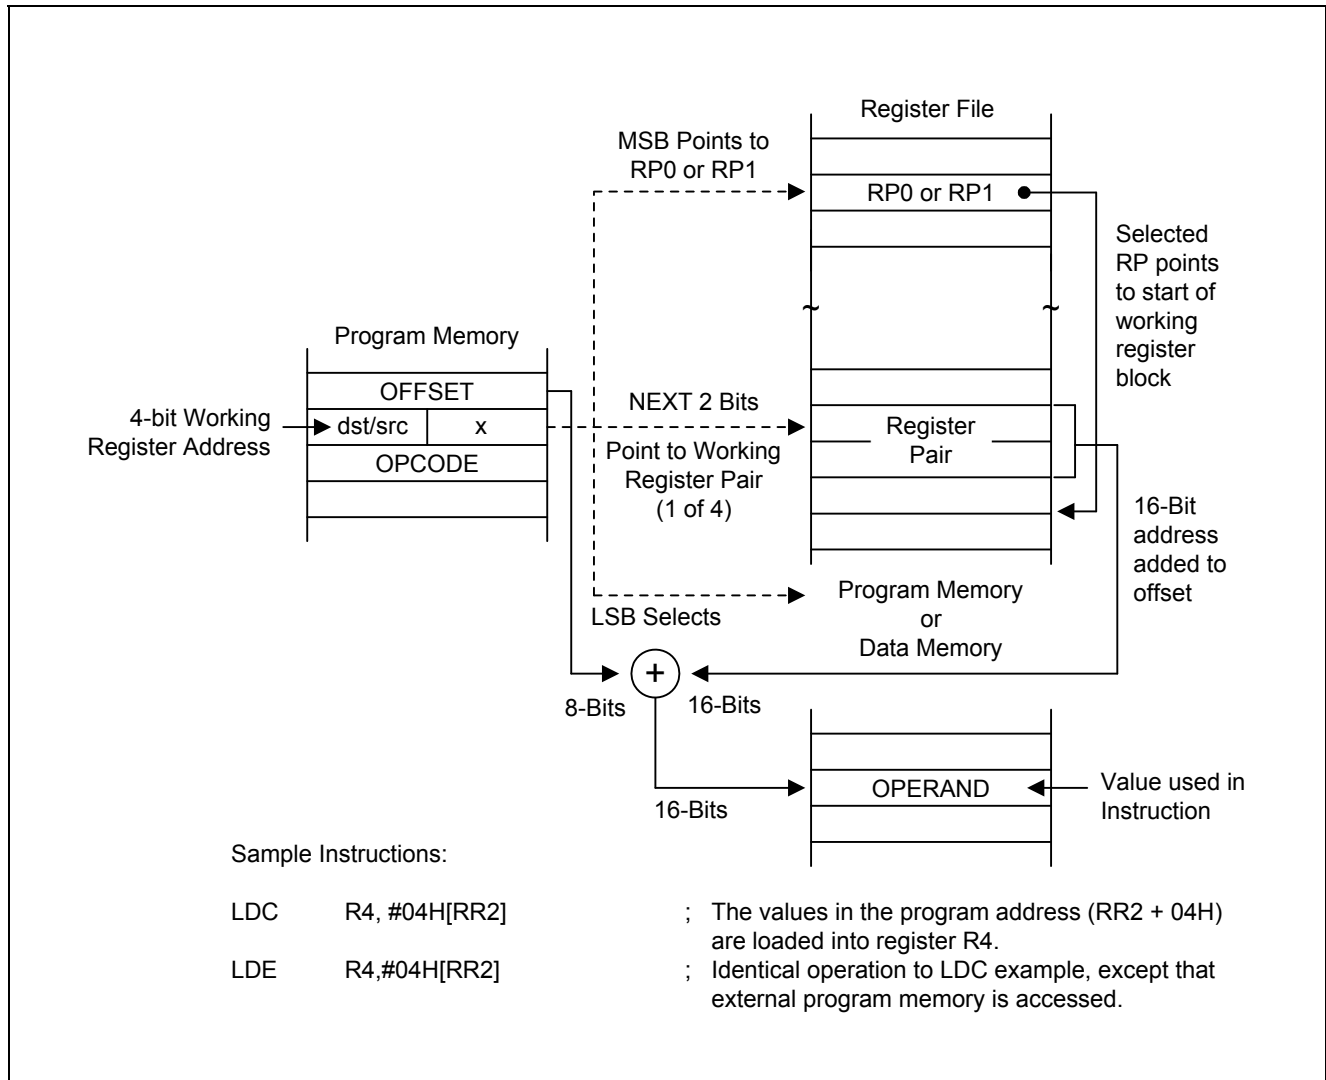 Register File
MSB Points to
RP0 or RP1
RP0 or RP1
Selected
RP points
to start of
working
register
block
Program Memory
OFFSET
4-bit Working
Register Address
dst/src
x
OPCODE
NEXT 2 Bits
Point to Working
Register Pair
(1 of 4)
Register
Pair
16-Bit
address
added to
offset
LSB Selects
Program Memory
or
Data Memory
+
8-Bits
16-Bits
16-Bits
OPERAND
Value used in
Instruction
Sample Instructions:
LDC R4, #04H[RR2] ; The values in the program address (RR2 + 04H)
are loaded into register R4.
LDE R4,#04H[RR2] ; Identical operation to LDC example, except that
external program memory is accessed.